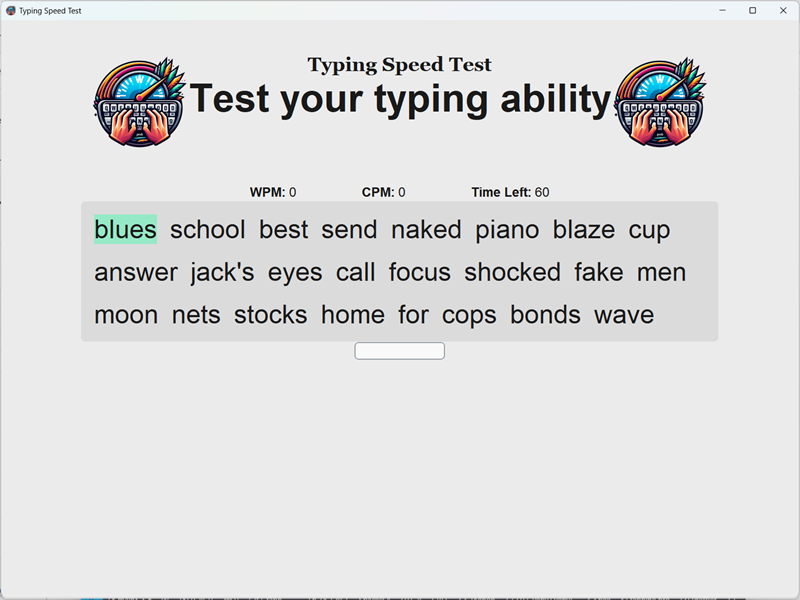 Typing Speed Test
Typing Speed Test
Test your typing ability
WPM: 0 CPM: 0 Time Left: 60
blues school best send naked piano blaze cup
answer jack's eyes call focus shocked fake men
moon nets stocks home for cops bonds wave